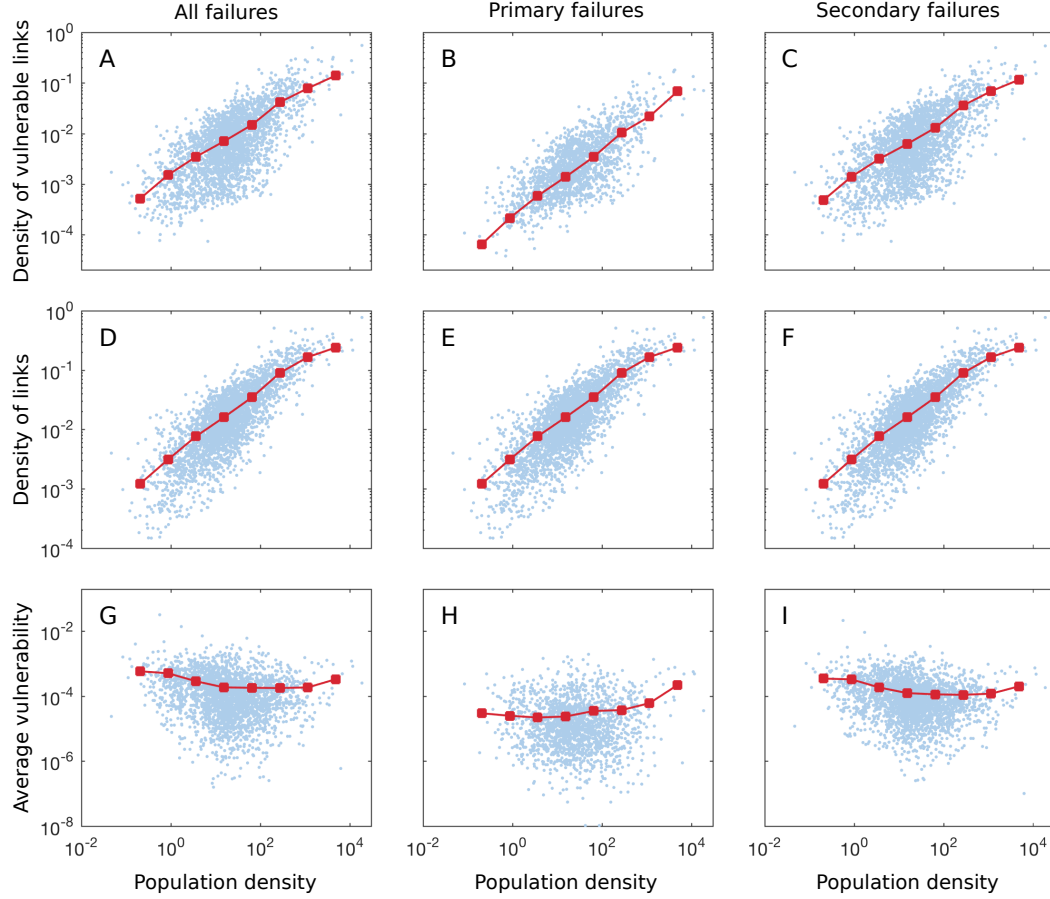 All failures Primary failures Secondary failures
A B C
Density of vulnerable links
10^0
10^-1
10^-2
10^-3
10^-4
D E F
Density of links
10^0
10^-1
10^-2
10^-3
10^-4
G H I
Average vulnerability
10^-2
10^-4
10^-6
10^-8
10^-2 10^0 10^2 10^4 10^-2 10^0 10^2 10^4 10^-2 10^0 10^2 10^4
Population density Population density Population density